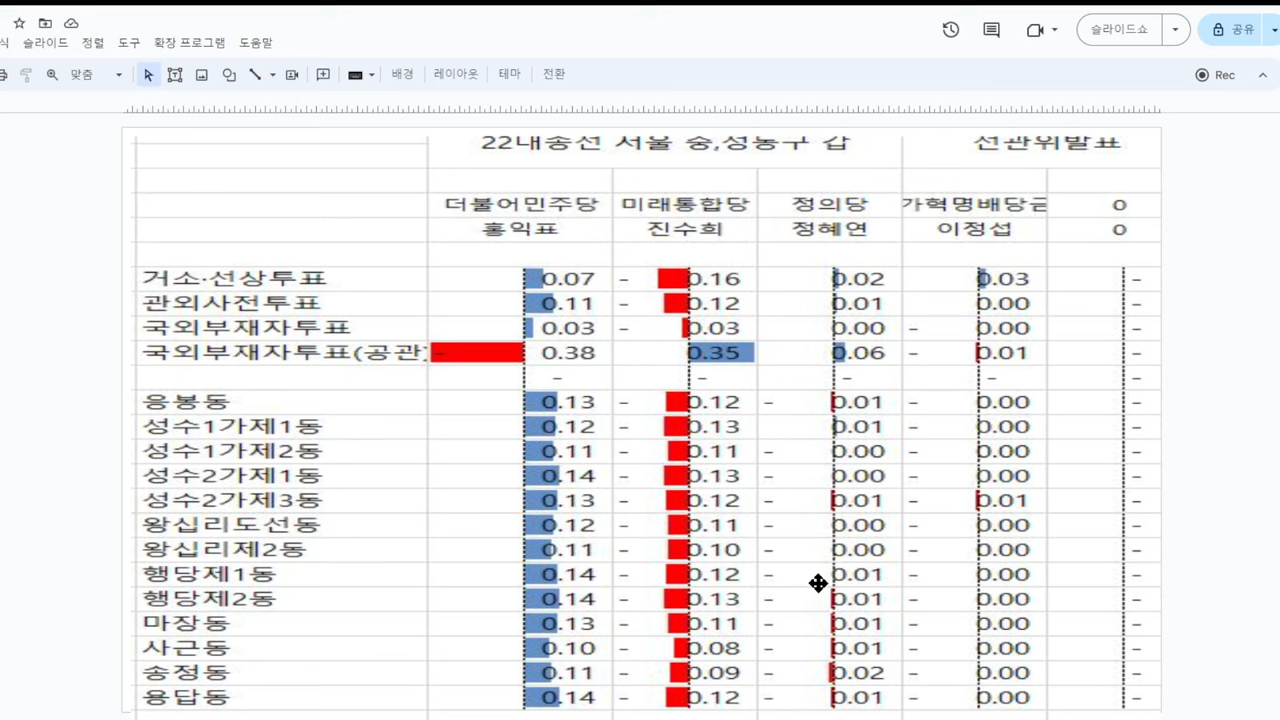 식 슬라이드 정렬 도구 확장 프로그램 도움말
슬라이드쇼 공유
맞춤 배경 레이아웃 테마 전환 Rec
22내송선 서울 중,성농구 갑 선관위발표
더불어민주당 미래통합당 정의당 가혁명배당금 0
홍익표 진수희 정혜연 이정섭 0
거소·선상투표 0.07 - 0.16 0.02 0.03 -
관외사전투표 0.11 - 0.12 0.01 0.00 -
국외부재자투표 0.03 - 0.03 0.00 - 0.00 -
국외부재자투표(공관) - 0.38 0.35 0.06 - 0.01 -
- - - - -
응봉동 0.13 - 0.12 - 0.01 - 0.00 -
성수1가제1동 0.12 - 0.13 0.01 - 0.00 -
성수1가제2동 0.11 - 0.11 - 0.00 - 0.00 -
성수2가제1동 0.14 - 0.13 - 0.00 - 0.00 -
성수2가제3동 0.13 - 0.12 - 0.01 - 0.01 -
왕십리도선동 0.12 - 0.11 - 0.00 - 0.00 -
왕십리제2동 0.11 - 0.10 - 0.00 - 0.00 -
행당제1동 0.14 - 0.12 - 0.01 - 0.00 -
행당제2동 0.14 - 0.13 - 0.01 - 0.00 -
마장동 0.13 - 0.11 - 0.01 - 0.00 -
사근동 0.10 - 0.08 - 0.01 - 0.00 -
송정동 0.11 - 0.09 - 0.02 - 0.00 -
용답동 0.14 - 0.12 - 0.01 - 0.00 -